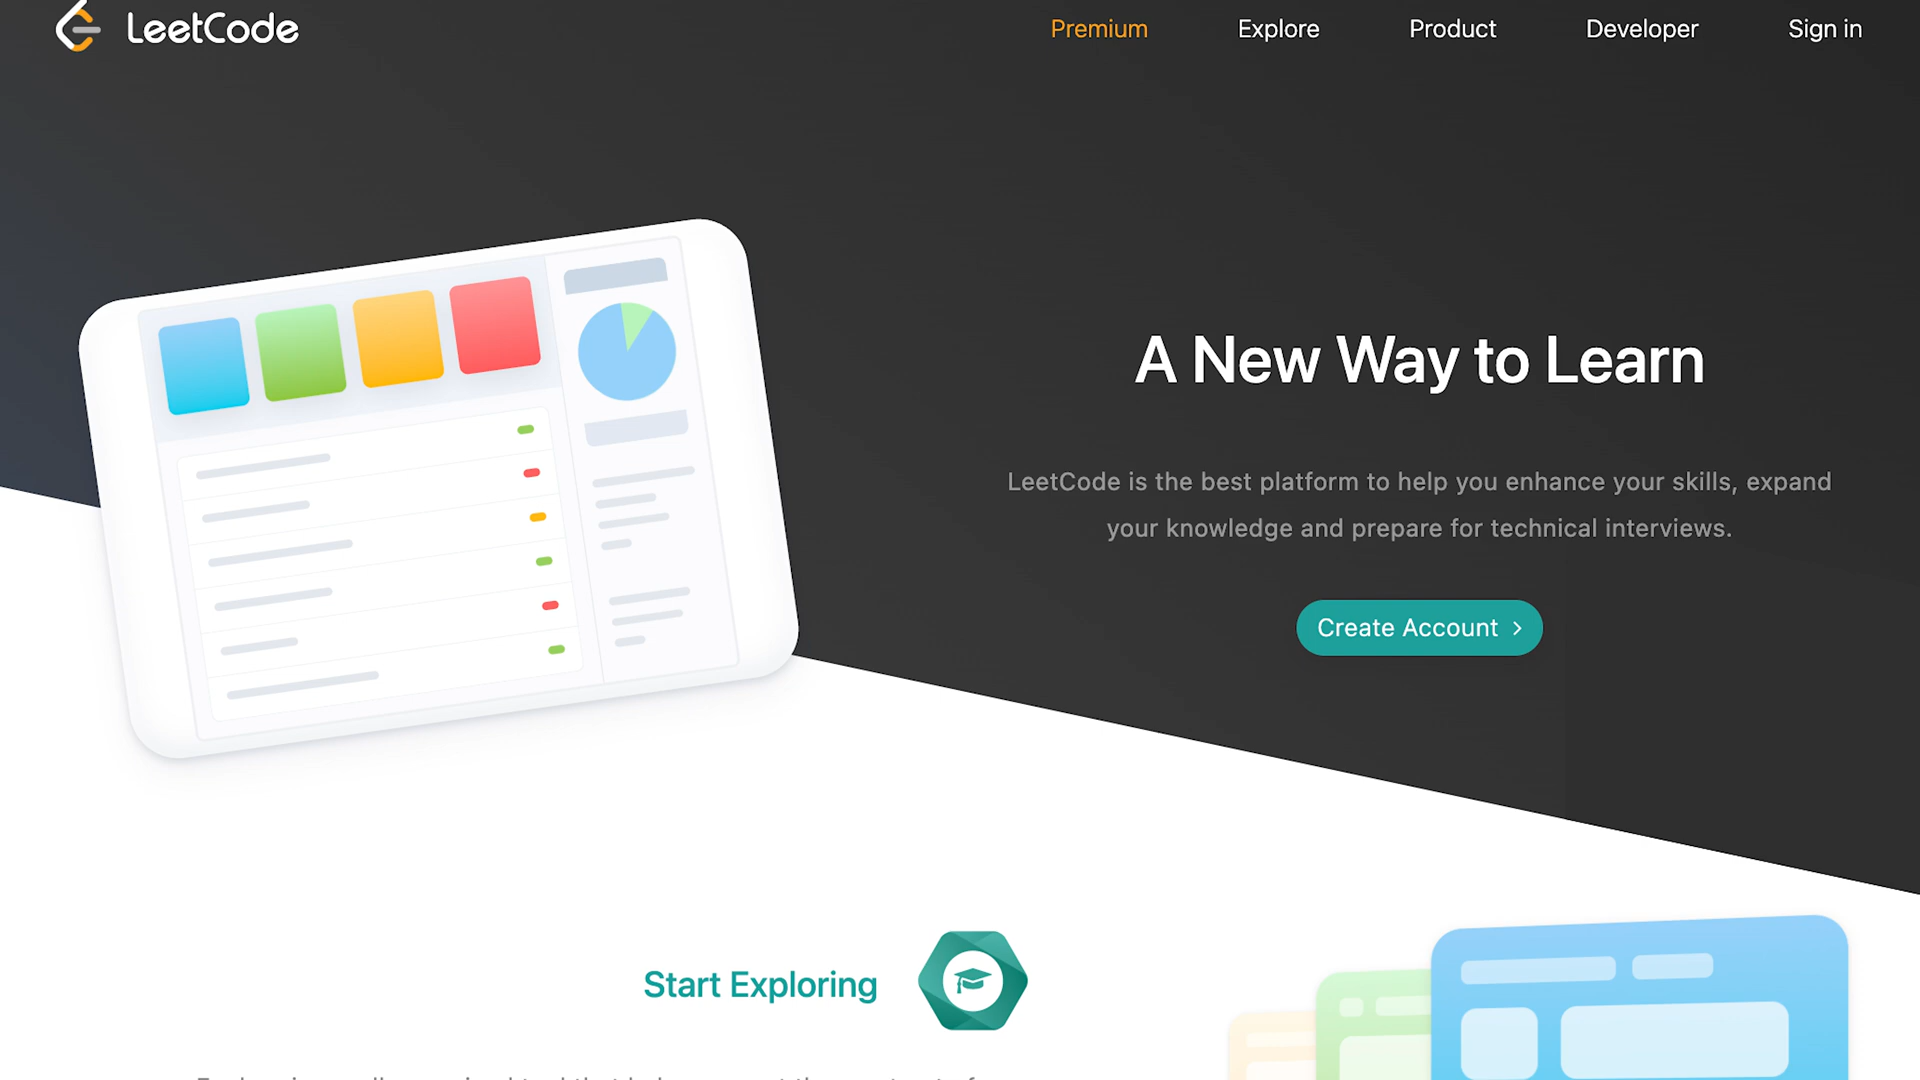 LeetCode
Premium
Explore
Product
Developer
Sign in
A New Way to Learn
LeetCode is the best platform to help you enhance your skills, expand
your knowledge and prepare for technical interviews.
Create Account
Start Exploring